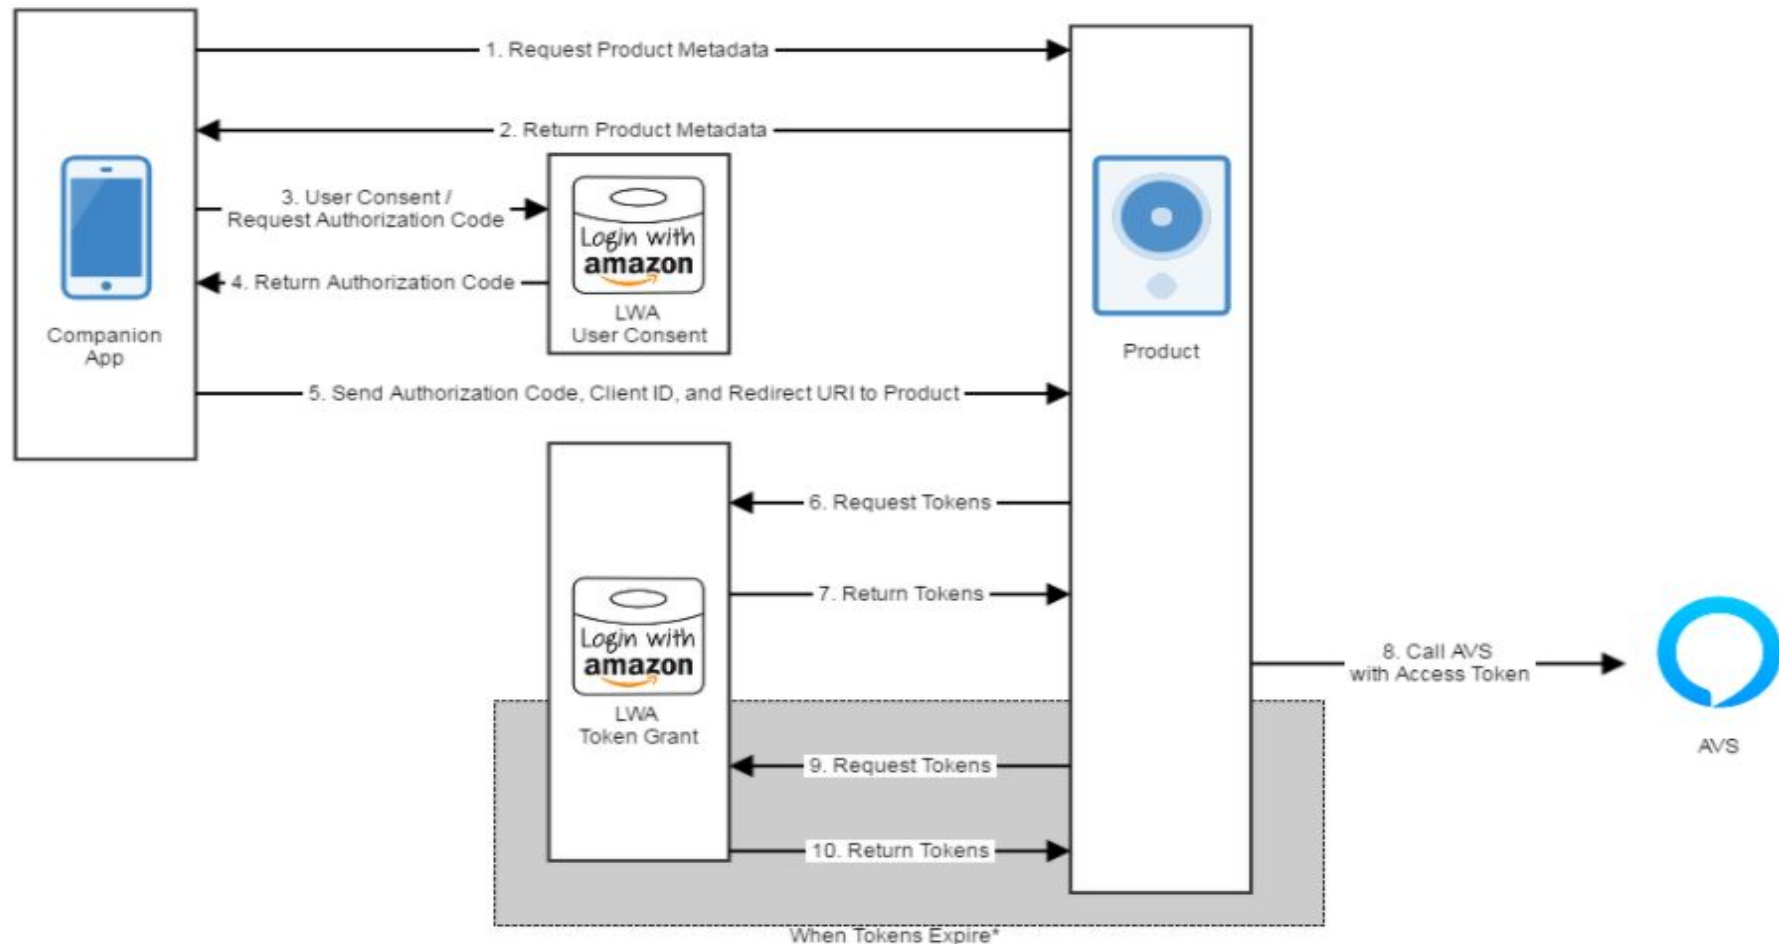 1. Request Product Metadata
2. Return Product Metadata
3. User Consent /
Request Authorization Code
Login with
amazon
4. Return Authorization Code
LWA
User Consent
Companion
App
Product
5. Send Authorization Code, Client ID, and Redirect URI to Product
6. Request Tokens
7. Return Tokens
Login with
amazon
8. Call AVS
with Access Token
LWA
Token Grant
AVS
9. Request Tokens
10. Return Tokens
When Tokens Expire*